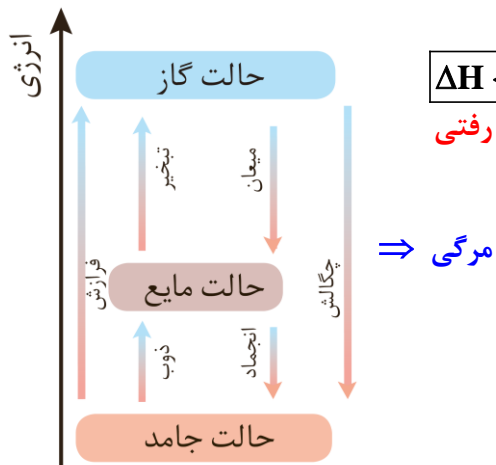 انرژی
حالت گاز
ΔH <
رفتی
تبخیر
میعان
فرازش
چگالش
⇒ مرگی
حالت مایع
ذوب
انجماد
حالت جامد